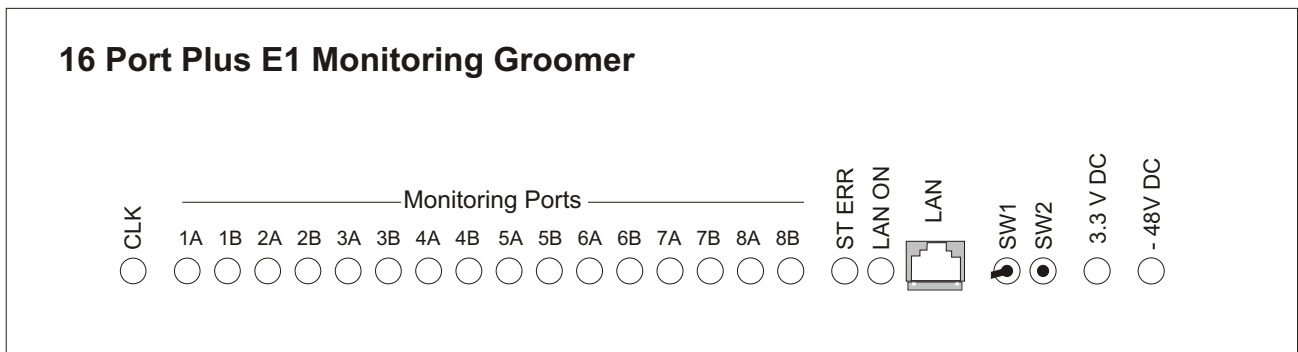 16 Port Plus E1 Monitoring Groomer
CLK
Monitoring Ports
1A 1B 2A 2B 3A 3B 4A 4B 5A 5B 6A 6B 7A 7B 8A 8B
ST ERR
LAN ON
LAN
SW1
SW2
3.3 V DC
- 48V DC